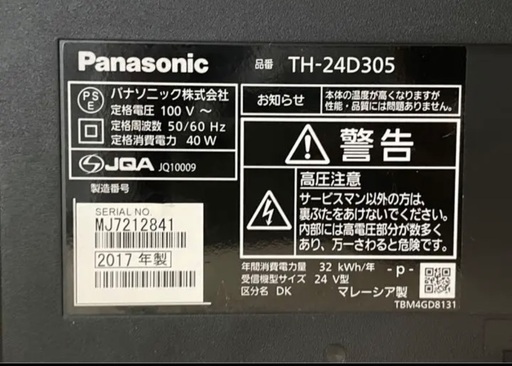 Panasonic 品番 TH-24D305
PSE
パナソニック株式会社
定格電圧 100 V ～
定格周波数 50/60 Hz
定格消費電力 40 W
JQA JQ10009
製造番号
SERIAL NO.
MJ7212841
2017 年製
お知らせ
本体の温度が高くなりますが
性能・品質には問題ありません。
警告
高圧注意
サービスマン以外の方は、
裏ぶたをあけないでください。
内部には高電圧部分が数多く
あり、万一さわると危険です。
年間消費電力量 32 kWh/年
受信機型サイズ 24 V型
区分名 DK
-p-
マレーシア製
TBM4GD8131